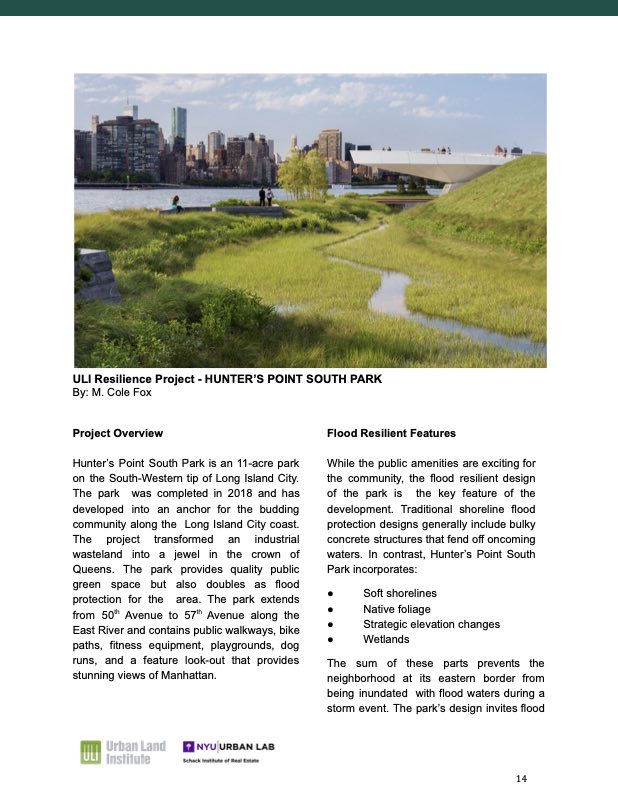 ULI Resilience Project - HUNTER'S POINT SOUTH PARK
By: M. Cole Fox
Project Overview
Hunter's Point South Park is an 11-acre park
on the South-Western tip of Long Island City.
The park was completed in 2018 and has
developed into an anchor for the budding
community along the Long Island City coast.
The project transformed an industrial
wasteland into a jewel in the crown of
Queens. The park provides quality public
green space but also doubles as flood
protection for the area. The park extends
from 50th Avenue to 57th Avenue along the
East River and contains public walkways, bike
paths, fitness equipment, playgrounds, dog
runs, and a feature look-out that provides
stunning views of Manhattan.
Flood Resilient Features
While the public amenities are exciting for
the community, the flood resilient design
of the park is the key feature of the
development. Traditional shoreline flood
protection designs generally include bulky
concrete structures that fend off oncoming
waters. In contrast, Hunter's Point South
Park incorporates:
● Soft shorelines
● Native foliage
● Strategic elevation changes
● Wetlands
The sum of these parts prevents the
neighborhood at its eastern border from
being inundated with flood waters during a
storm event. The park's design invites flood
ULI Urban Land
Institute
NYU URBAN LAB
Schack Institute of Real Estate
14